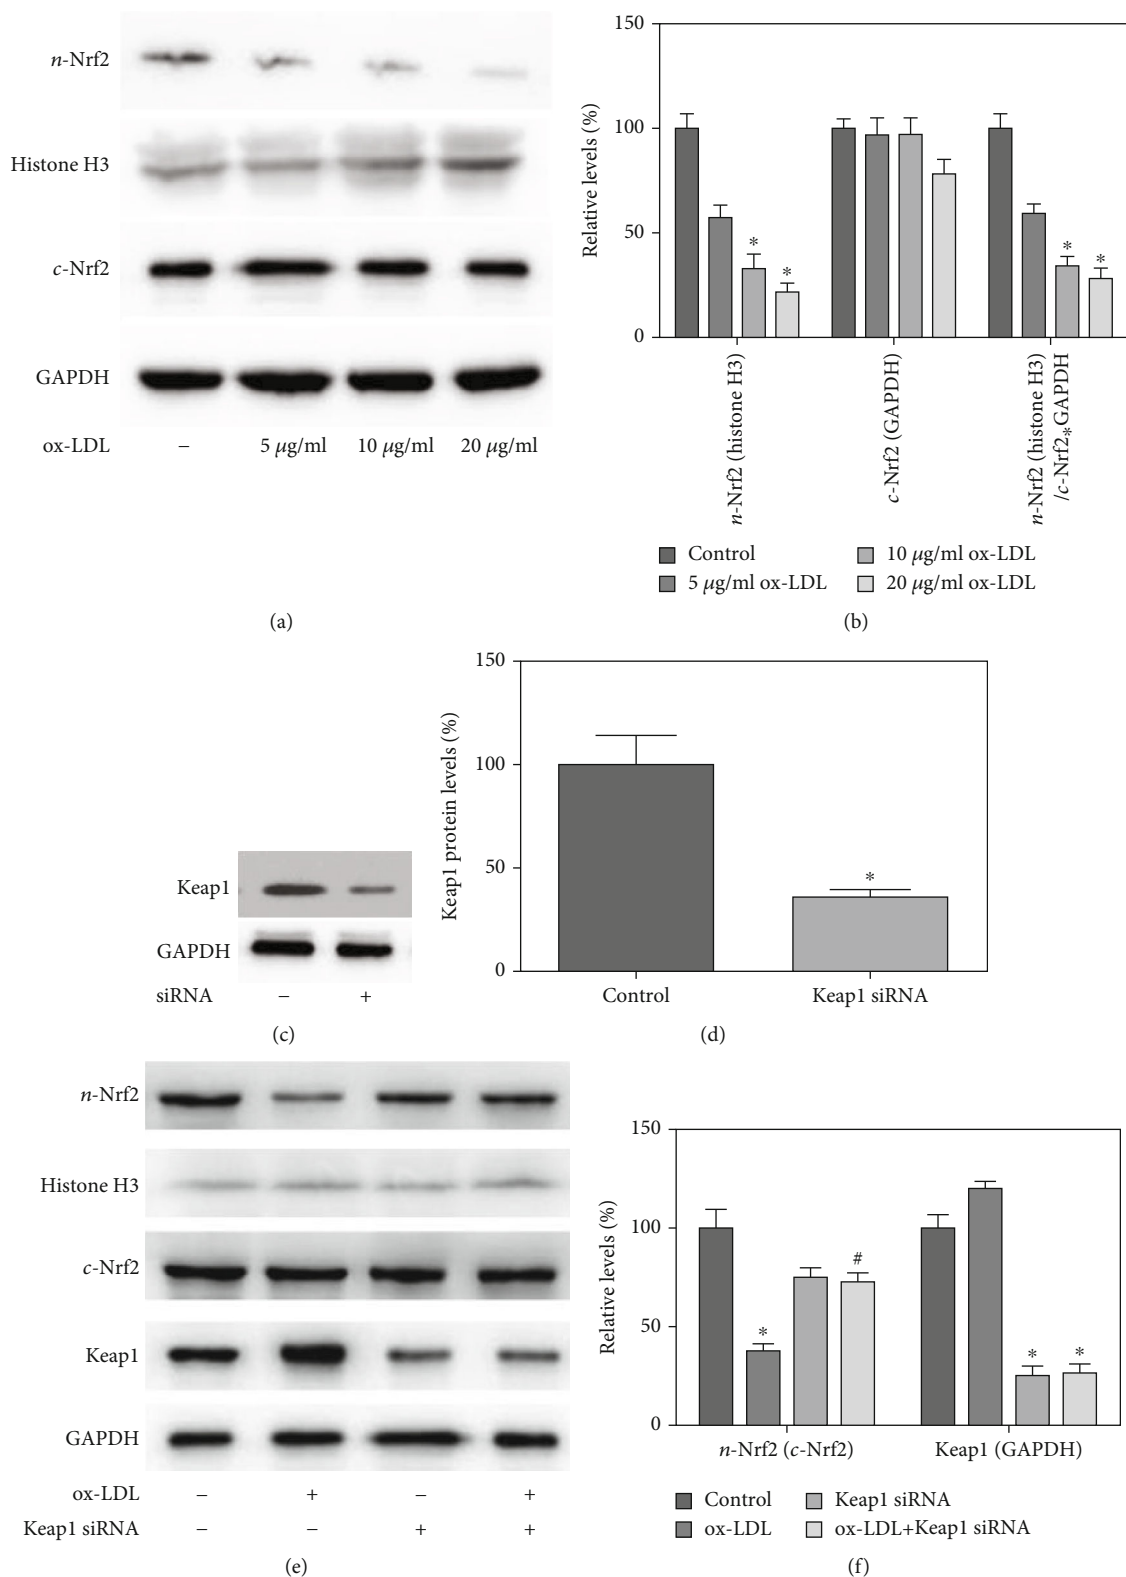 n-Nrf2
Histone H3
c-Nrf2
GAPDH
ox-LDL – 5 μg/ml 10 μg/ml 20 μg/ml
(a)
150
100
50
0
Relative levels (%)
* * * *
n-Nrf2 (histone H3)
c-Nrf2 (GAPDH)
n-Nrf2 (histone H3)
/c-Nrf2*GAPDH
Control 10 μg/ml ox-LDL
5 μg/ml ox-LDL 20 μg/ml ox-LDL
(b)
Keap1
GAPDH
siRNA – +
(c)
150
100
50
0
Keap1 protein levels (%)
*
Control Keap1 siRNA
(d)
n-Nrf2
Histone H3
c-Nrf2
Keap1
GAPDH
ox-LDL – + – +
Keap1 siRNA – – + +
(e)
150
100
50
0
Relative levels (%)
* # * *
n-Nrf2 (c-Nrf2) Keap1 (GAPDH)
Control Keap1 siRNA
ox-LDL ox-LDL+Keap1 siRNA
(f)